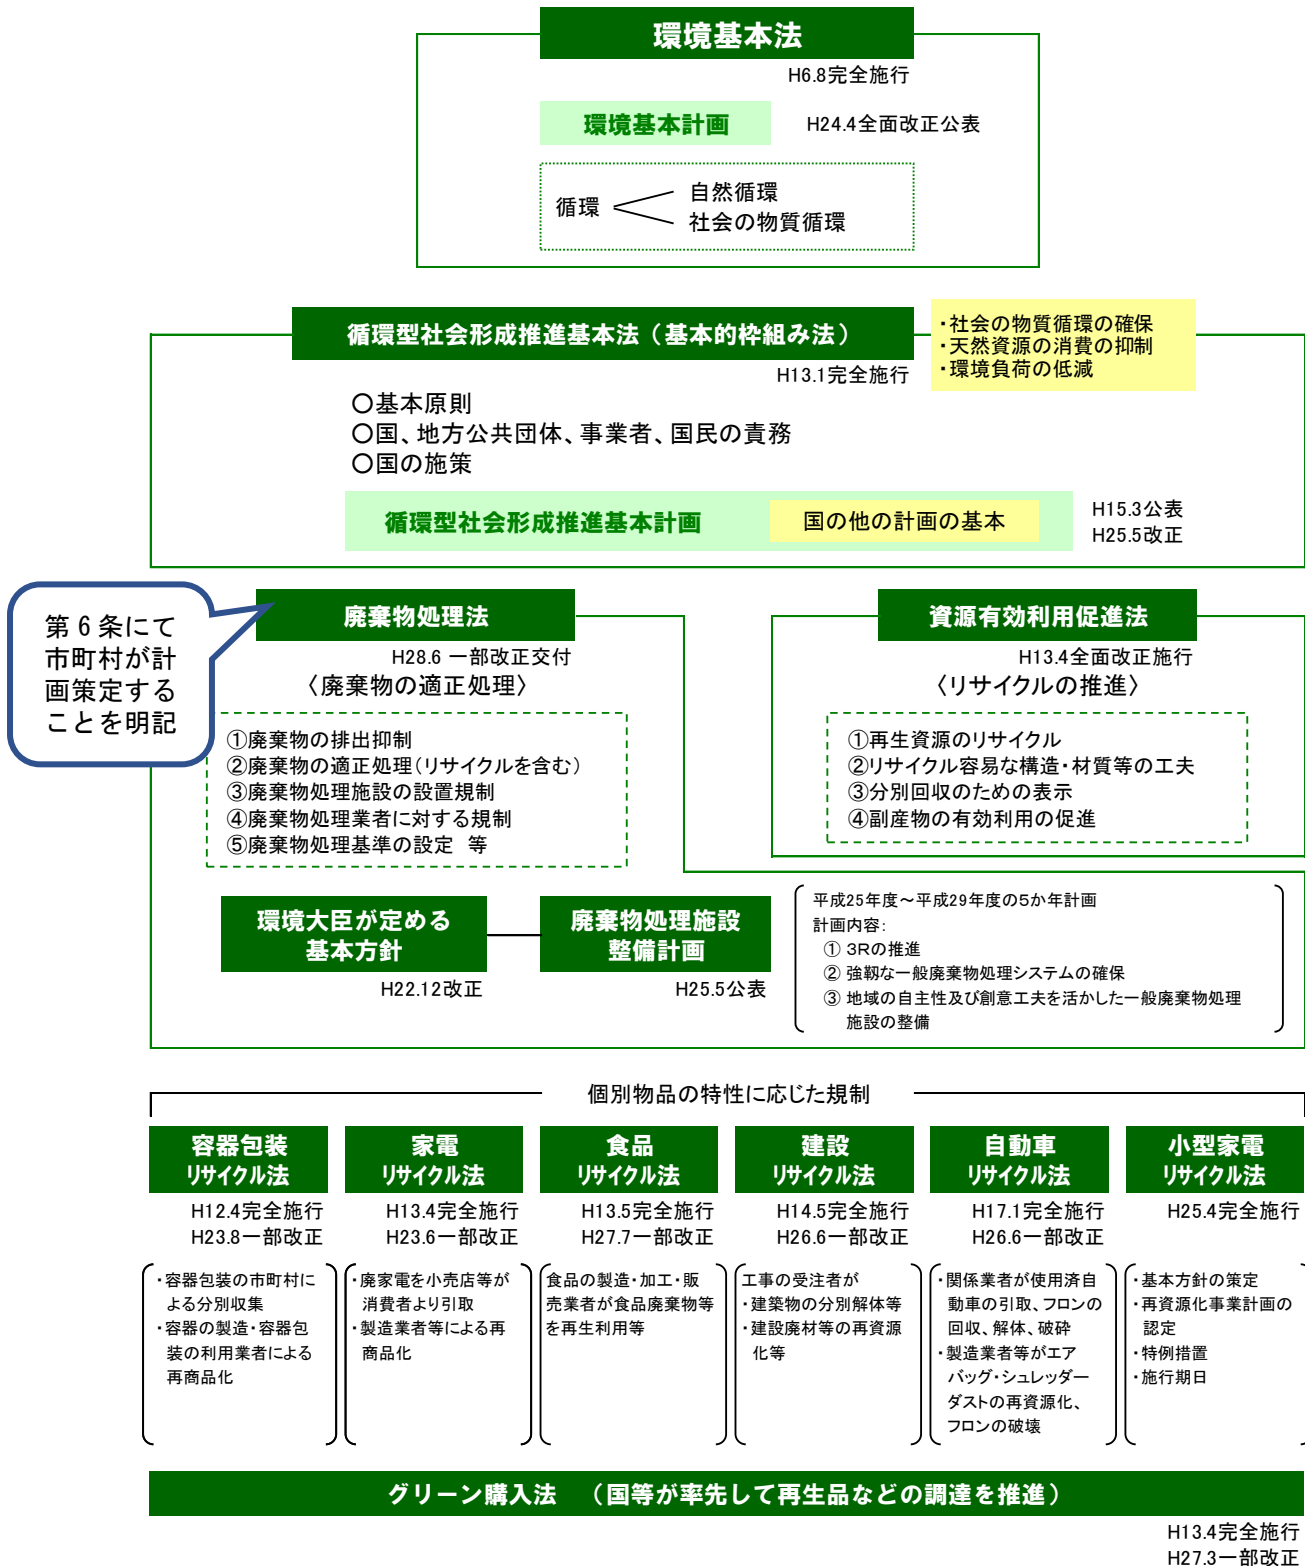 環境基本法
H6.8完全施行
環境基本計画
H24.4全面改正公表
循環
自然循環
社会の物質循環
循環型社会形成推進基本法（基本的枠組み法）
・社会の物質循環の確保
・天然資源の消費の抑制
・環境負荷の低減
H13.1完全施行
○基本原則
○国、地方公共団体、事業者、国民の責務
○国の施策
循環型社会形成推進基本計画
国の他の計画の基本
H15.3公表
H25.5改正
第６条にて
市町村が計
画策定する
ことを明記
廃棄物処理法
H28.6 一部改正交付
〈廃棄物の適正処理〉
①廃棄物の排出抑制
②廃棄物の適正処理（リサイクルを含む）
③廃棄物処理施設の設置規制
④廃棄物処理業者に対する規制
⑤廃棄物処理基準の設定　等
資源有効利用促進法
H13.4全面改正施行
〈リサイクルの推進〉
①再生資源のリサイクル
②リサイクル容易な構造・材質等の工夫
③分別回収のための表示
④副産物の有効利用の促進
環境大臣が定める
基本方針
H22.12改正
廃棄物処理施設
整備計画
H25.5公表
平成25年度～平成29年度の5か年計画
計画内容：
① 3Rの推進
② 強靱な一般廃棄物処理システムの確保
③ 地域の自主性及び創意工夫を活かした一般廃棄物処理
施設の整備
個別物品の特性に応じた規制
容器包装
リサイクル法
H12.4完全施行
H23.8一部改正
・容器包装の市町村に
よる分別収集
・容器の製造・容器包
装の利用業者による
再商品化
家電
リサイクル法
H13.4完全施行
H23.6一部改正
・廃家電を小売店等が
消費者より引取
・製造業者等による再
商品化
食品
リサイクル法
H13.5完全施行
H27.7一部改正
食品の製造・加工・販
売業者が食品廃棄物等
を再生利用等
建設
リサイクル法
H14.5完全施行
H26.6一部改正
工事の受注者が
・建築物の分別解体等
・建設廃材等の再資源
化等
自動車
リサイクル法
H17.1完全施行
H26.6一部改正
・関係業者が使用済自
動車の引取、フロンの
回収、解体、破砕
・製造業者等がエア
バッグ・シュレッダー
ダストの再資源化、
フロンの破壊
小型家電
リサイクル法
H25.4完全施行
・基本方針の策定
・再資源化事業計画の
認定
・特例措置
・施行期日
グリーン購入法　（国等が率先して再生品などの調達を推進）
H13.4完全施行
H27.3一部改正